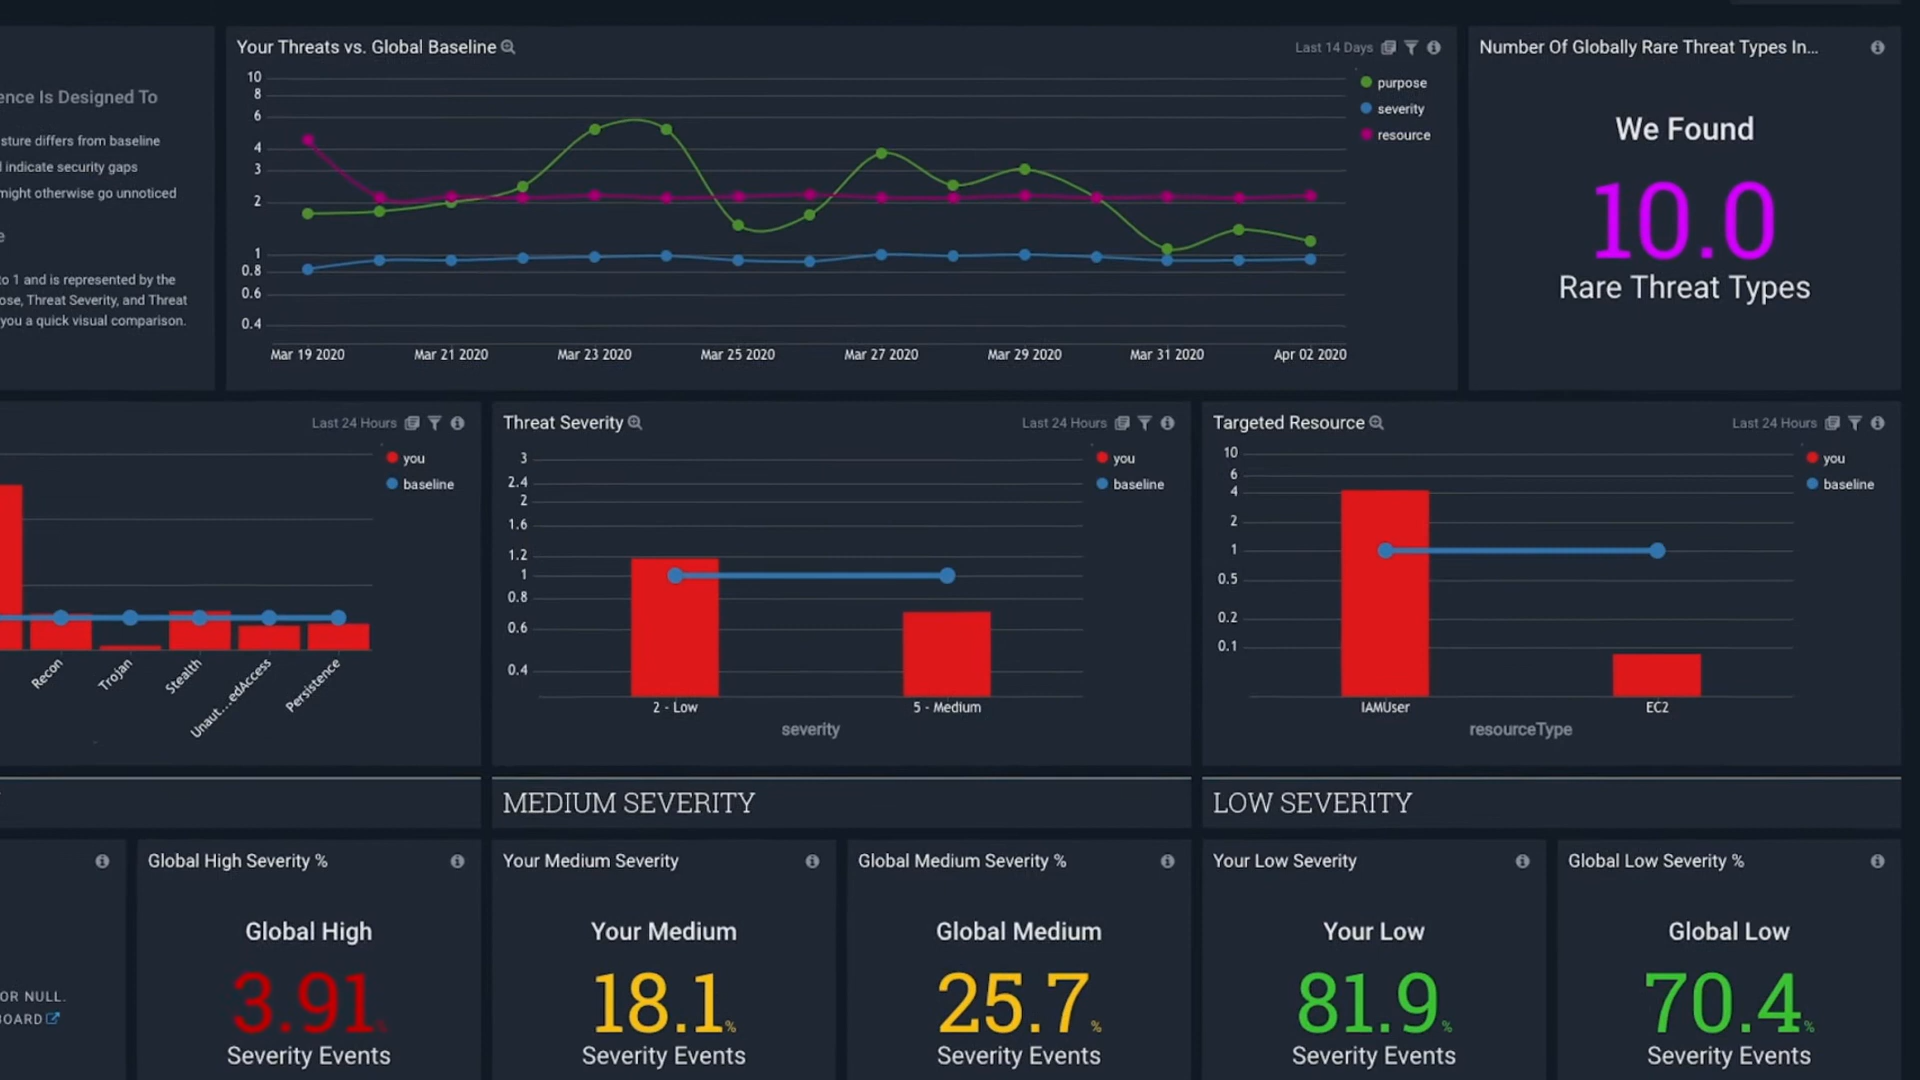 ence Is Designed To
sture differs from baseline
l indicate security gaps
might otherwise go unnoticed
e
to 1 and is represented by the
ose, Threat Severity, and Threat
you a quick visual comparison.
Your Threats vs. Global Baseline
Last 14 Days
10
8
6
4
3
2
1
0.8
0.6
0.4
Mar 19 2020 Mar 21 2020 Mar 23 2020 Mar 25 2020 Mar 27 2020 Mar 29 2020 Mar 31 2020 Apr 02 2020
purpose
severity
resource
Number Of Globally Rare Threat Types In...
We Found
10.0
Rare Threat Types
Last 24 Hours
you
baseline
Recon Trojan Stealth Unaut...edAccess Persistence
Threat Severity
Last 24 Hours
3
2.4
2
1.6
1.2
1
0.8
0.6
0.4
2 - Low 5 - Medium
severity
you
baseline
Targeted Resource
Last 24 Hours
10
6
4
2
1
0.5
0.2
0.1
IAMUser EC2
resourceType
you
baseline
MEDIUM SEVERITY
LOW SEVERITY
OR NULL.
BOARD
Global High Severity %
Global High
3.91%
Severity Events
Your Medium Severity
Your Medium
18.1%
Severity Events
Global Medium Severity %
Global Medium
25.7%
Severity Events
Your Low Severity
Your Low
81.9%
Severity Events
Global Low Severity %
Global Low
70.4%
Severity Events